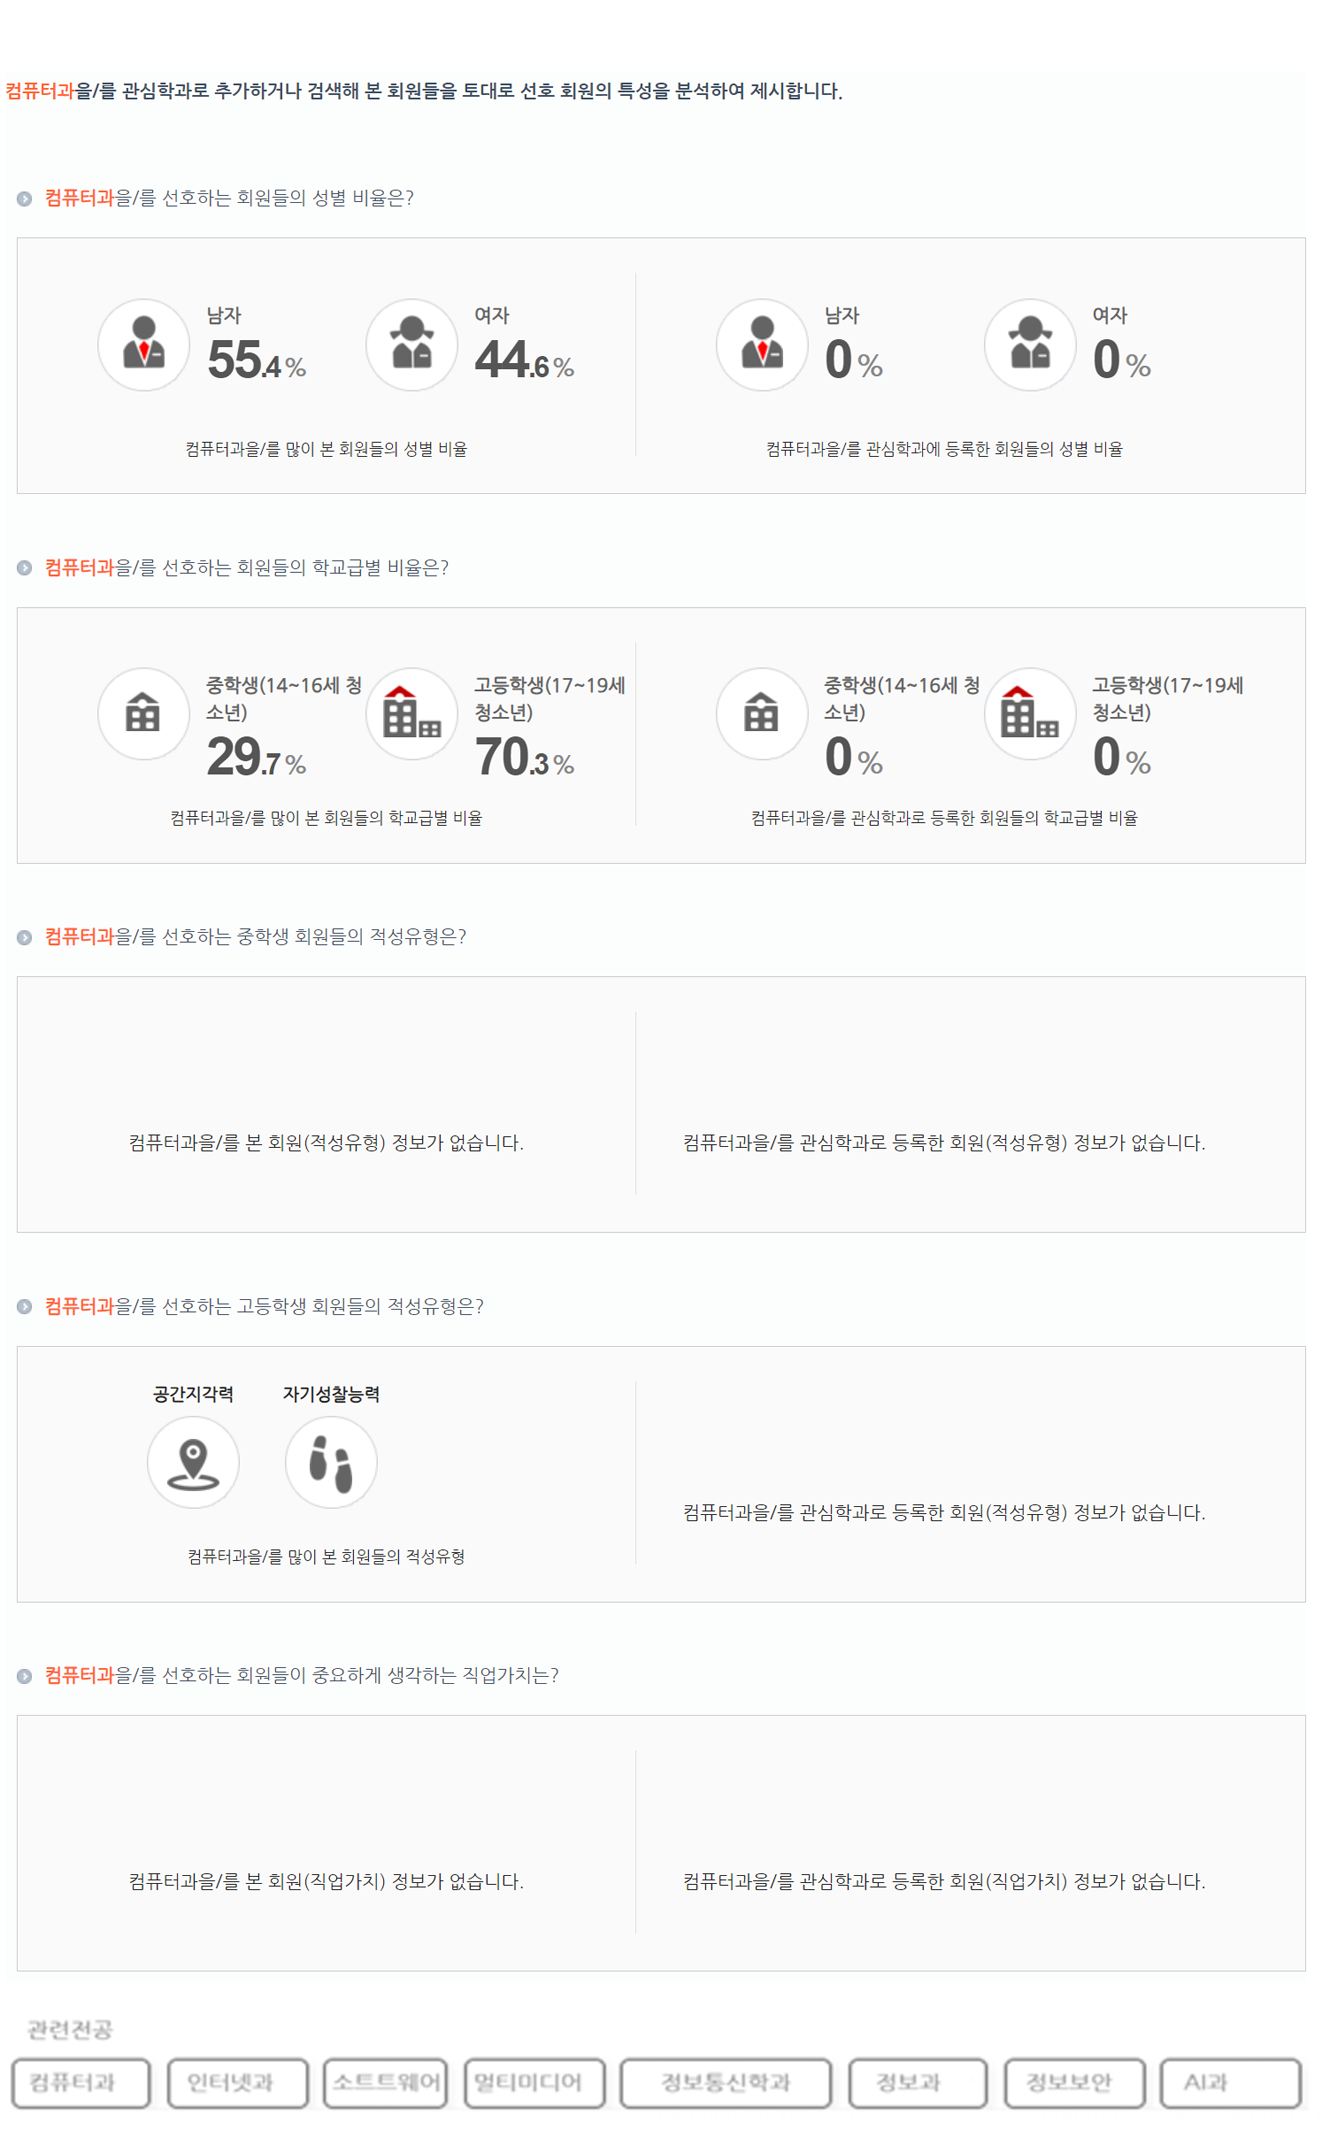 컴퓨터과을/를 관심학과로 추가하거나 검색해 본 회원들을 토대로 선호 회원의 특성을 분석하여 제시합니다.
컴퓨터과을/를 선호하는 회원들의 성별 비율은?
남자
55.4%
여자
44.6%
컴퓨터과을/를 많이 본 회원들의 성별 비율
남자
0%
여자
0%
컴퓨터과을/를 관심학과에 등록한 회원들의 성별 비율
컴퓨터과을/를 선호하는 회원들의 학교급별 비율은?
중학생(14~16세 청
소년)
29.7%
고등학생(17~19세
청소년)
70.3%
컴퓨터과을/를 많이 본 회원들의 학교급별 비율
중학생(14~16세 청
소년)
0%
고등학생(17~19세
청소년)
0%
컴퓨터과을/를 관심학과로 등록한 회원들의 학교급별 비율
컴퓨터과을/를 선호하는 중학생 회원들의 적성유형은?
컴퓨터과을/를 본 회원(적성유형) 정보가 없습니다.
컴퓨터과을/를 관심학과로 등록한 회원(적성유형) 정보가 없습니다.
컴퓨터과을/를 선호하는 고등학생 회원들의 적성유형은?
공간지각력
자기성찰능력
컴퓨터과을/를 많이 본 회원들의 적성유형
컴퓨터과을/를 관심학과로 등록한 회원(적성유형) 정보가 없습니다.
컴퓨터과을/를 선호하는 회원들이 중요하게 생각하는 직업가치는?
컴퓨터과을/를 본 회원(직업가치) 정보가 없습니다.
컴퓨터과을/를 관심학과로 등록한 회원(직업가치) 정보가 없습니다.
관련전공
컴퓨터과
인터넷과
소트트웨어
멀티미디어
정보통신학과
정보과
정보보안
AI과